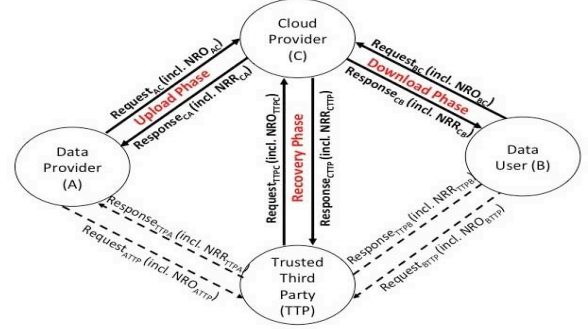 Cloud
Provider
(C)
Request_AC (incl. NRO_AC)
Upload Phase
Response_CA (incl. NRR_CA)
Request_BC (incl. NRO_BC)
Download Phase
Response_CB (incl. NRR_CB)
Data
Provider
(A)
Data
User (B)
Request_TTPC (incl. NRO_TTPC)
Recovery Phase
Response_CTTP (incl. NRR_CTTP)
Response_TTPA (incl. NRR_TTPA)
Request_ATTP (incl. NRO_ATTP)
Response_TTPB (incl. NRR_TTPB)
Request_BTTP (incl. NRO_BTTP)
Trusted
Third
Party
(TTP)